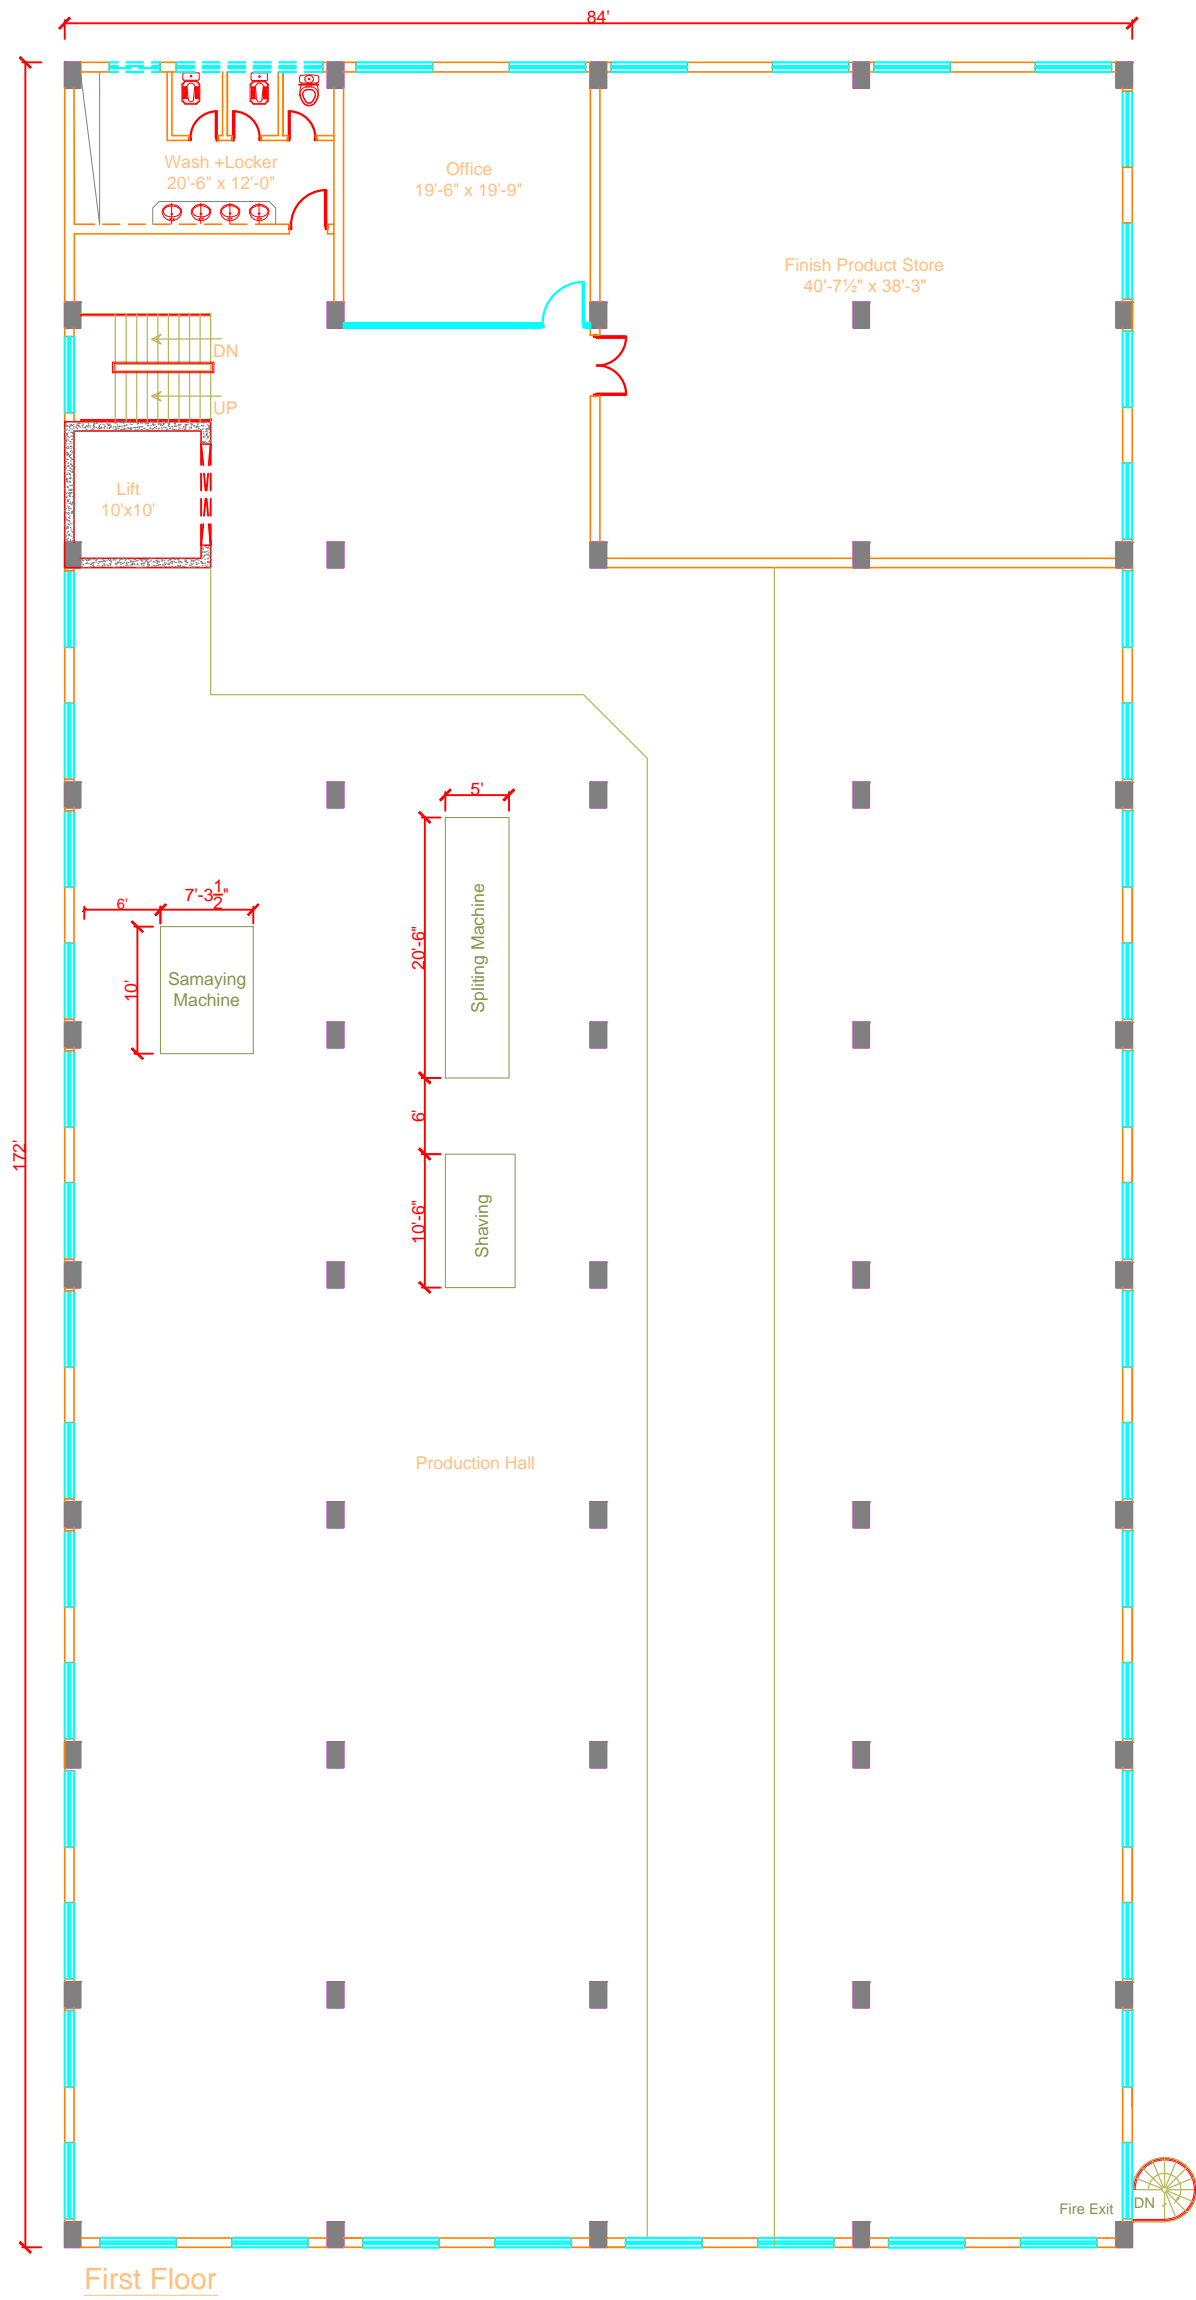 84'
Wash +Locker
20'-6" x 12'-0"
Office
19'-6" x 19'-9"
Finish Product Store
40'-7½" x 38'-3"
DN
UP
Lift
10'x10'
5'
6'
7'-3½"
20'-6"
Spliting Machine
10'
Samaying
Machine
172'
6'
10'-6"
Shaving
Production Hall
Fire Exit
DN
First Floor